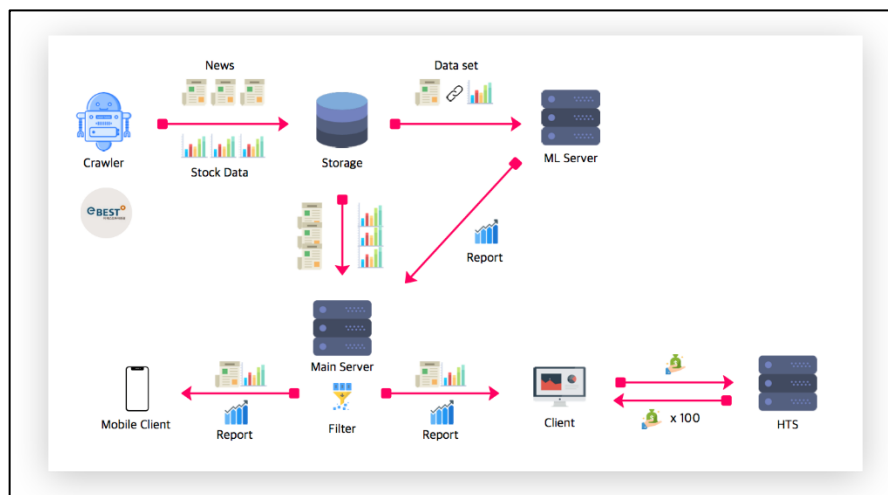 News
Data set
Crawler
Stock Data
Storage
ML Server
eBEST
Report
Main Server
Mobile Client
Report
Filter
Report
Client
x 100
HTS